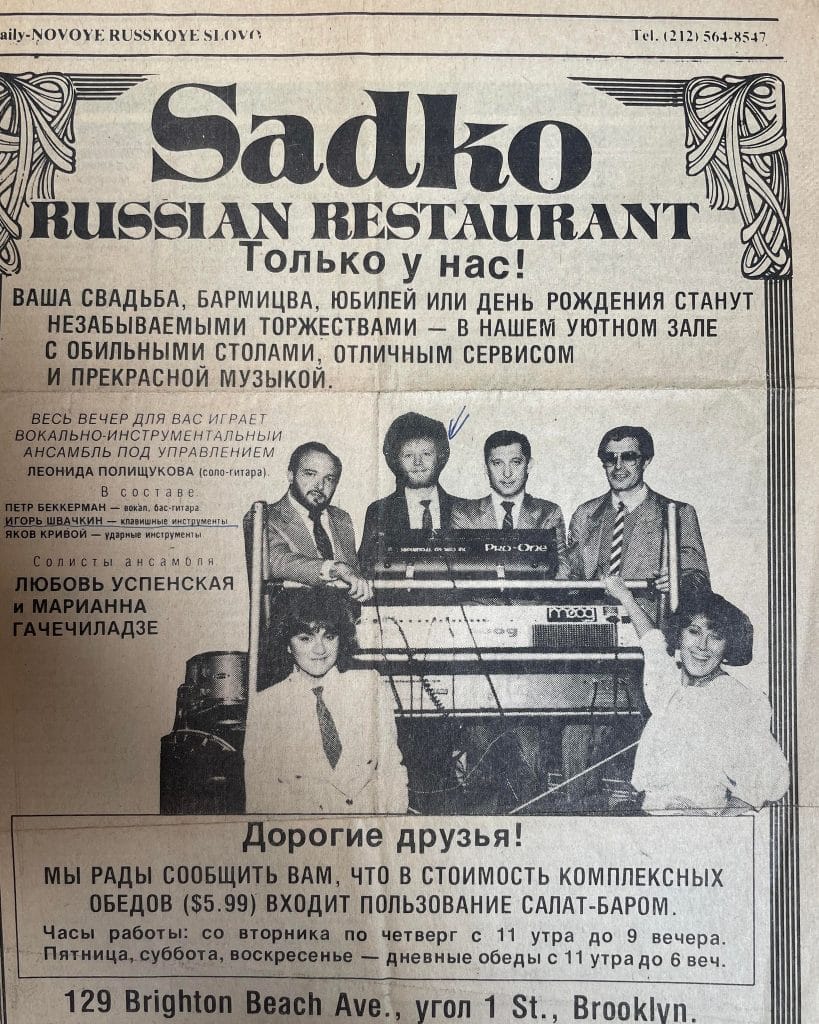 aily-NOVOYE RUSSKOYE SLOVO
Tel. (212) 564-8547
Sadko
RUSSIAN RESTAURANT
Только у нас!
ВАША СВАДЬБА, БАРМИЦВА, ЮБИЛЕЙ ИЛИ ДЕНЬ РОЖДЕНИЯ СТАНУТ
НЕЗАБЫВАЕМЫМИ ТОРЖЕСТВАМИ — В НАШЕМ УЮТНОМ ЗАЛЕ
С ОБИЛЬНЫМИ СТОЛАМИ, ОТЛИЧНЫМ СЕРВИСОМ
И ПРЕКРАСНОЙ МУЗЫКОЙ.
ВЕСЬ ВЕЧЕР ДЛЯ ВАС ИГРАЕТ
ВОКАЛЬНО-ИНСТРУМЕНТАЛЬНЫЙ
АНСАМБЛЬ ПОД УПРАВЛЕНИЕМ
ЛЕОНИДА ПОЛИЩУКОВА (соло-гитара).
В составе:
ПЕТР БЕККЕРМАН — вокал, бас-гитара
ИГОРЬ ШВАЧКИН — клавишные инструменты
ЯКОВ КРИВОЙ — ударные инструменты
Солисты ансамбля
ЛЮБОВЬ УСПЕНСКАЯ
и МАРИАННА
ГАЧЕЧИЛАДЗЕ
PRO-ONE
moog
moog
Дорогие друзья!
МЫ РАДЫ СООБЩИТЬ ВАМ, ЧТО В СТОИМОСТЬ КОМПЛЕКСНЫХ
ОБЕДОВ ($5.99) ВХОДИТ ПОЛЬЗОВАНИЕ САЛАТ-БАРОМ.
Часы работы: со вторника по четверг с 11 утра до 9 вечера.
Пятница, суббота, воскресенье — дневные обеды с 11 утра до 6 веч.
129 Brighton Beach Ave., угол 1 St., Brooklyn.